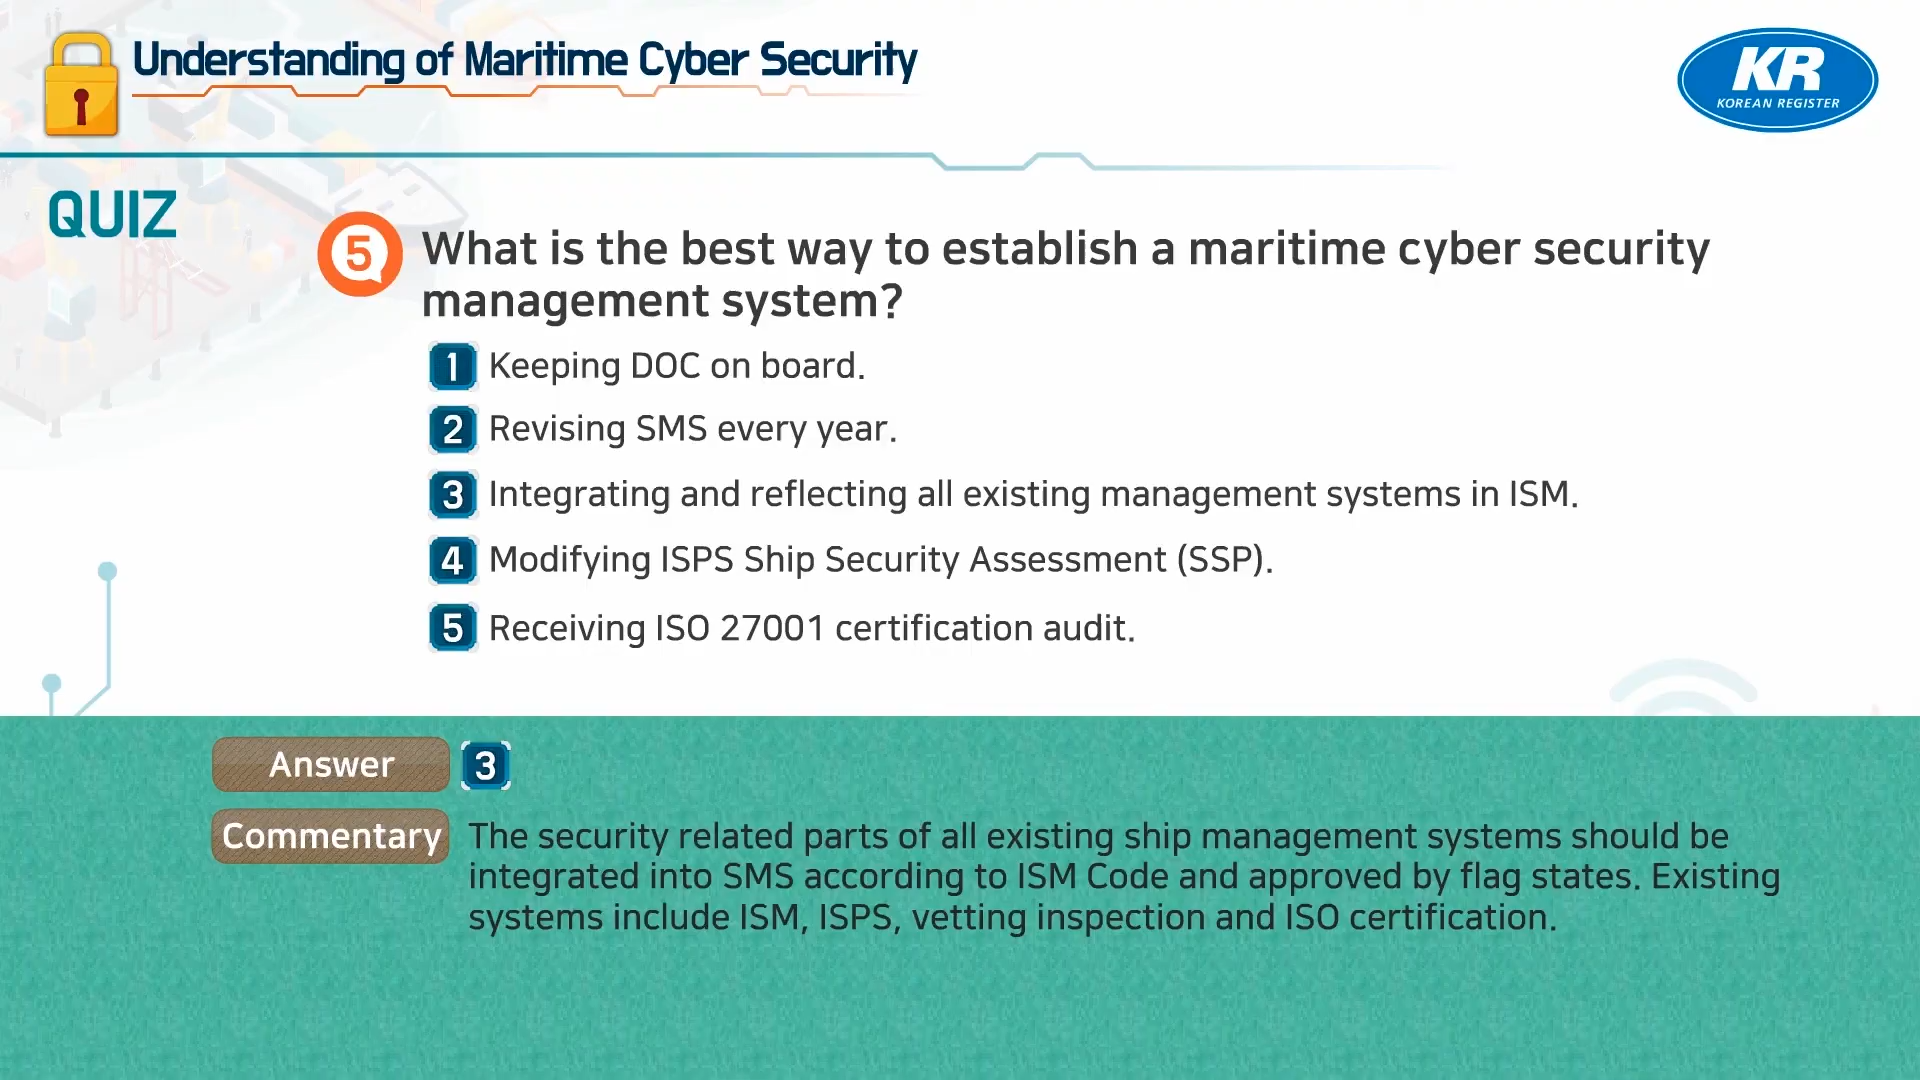 Understanding of Maritime Cyber Security
KR
KOREAN REGISTER
QUIZ
5 What is the best way to establish a maritime cyber security
management system?
1 Keeping DOC on board.
2 Revising SMS every year.
3 Integrating and reflecting all existing management systems in ISM.
4 Modifying ISPS Ship Security Assessment (SSP).
5 Receiving ISO 27001 certification audit.
Answer 3
Commentary The security related parts of all existing ship management systems should be
integrated into SMS according to ISM Code and approved by flag states. Existing
systems include ISM, ISPS, vetting inspection and ISO certification.